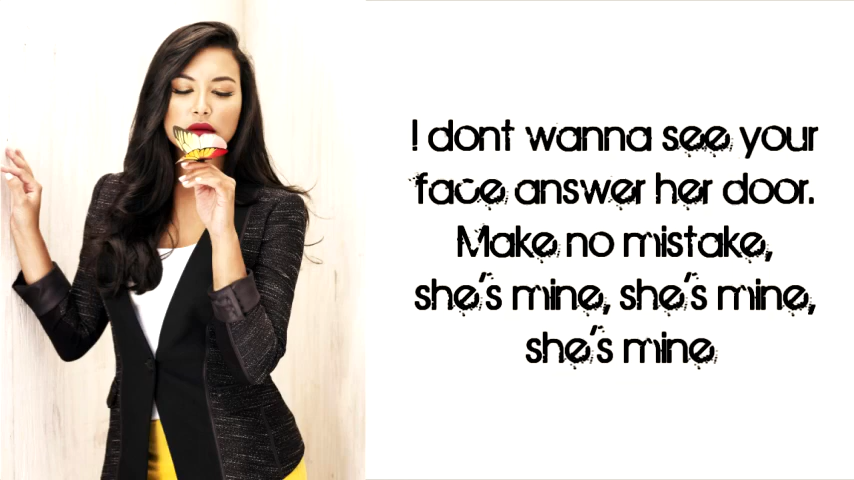 I dont wanna see your
face answer her door.
Make no mistake,
she's mine, she's mine,
she's mine